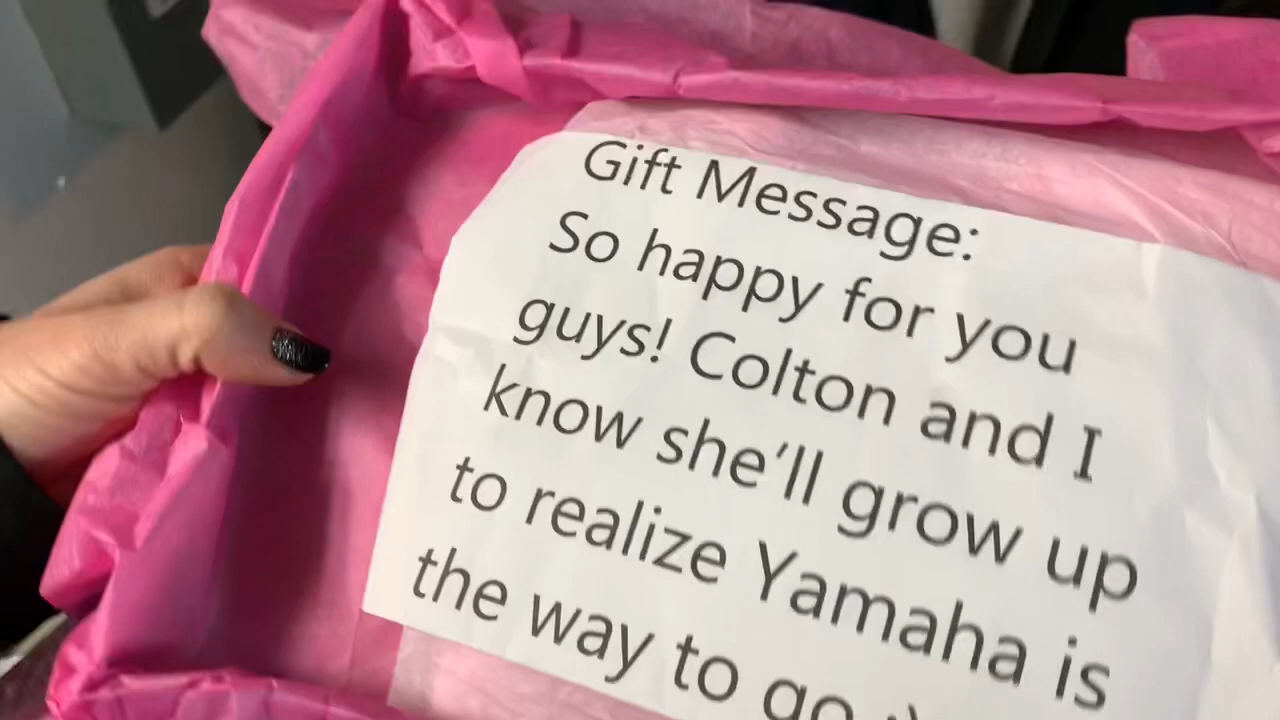 Gift Message:
So happy for you
guys! Colton and I
know she'll grow up
to realize Yamaha is
the way to go :)